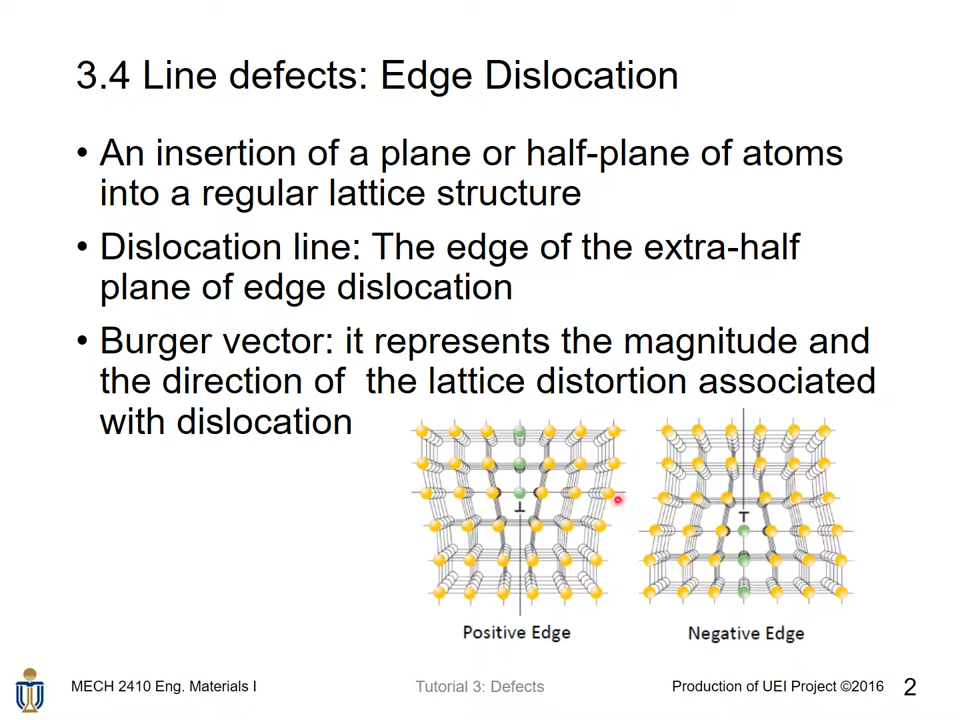 3.4 Line defects: Edge Dislocation
• An insertion of a plane or half-plane of atoms
into a regular lattice structure
• Dislocation line: The edge of the extra-half
plane of edge dislocation
• Burger vector: it represents the magnitude and
the direction of  the lattice distortion associated
with dislocation
⊥
⊤
Positive Edge
Negative Edge
MECH 2410 Eng. Materials I
Tutorial 3: Defects
Production of UEI Project ©2016
2